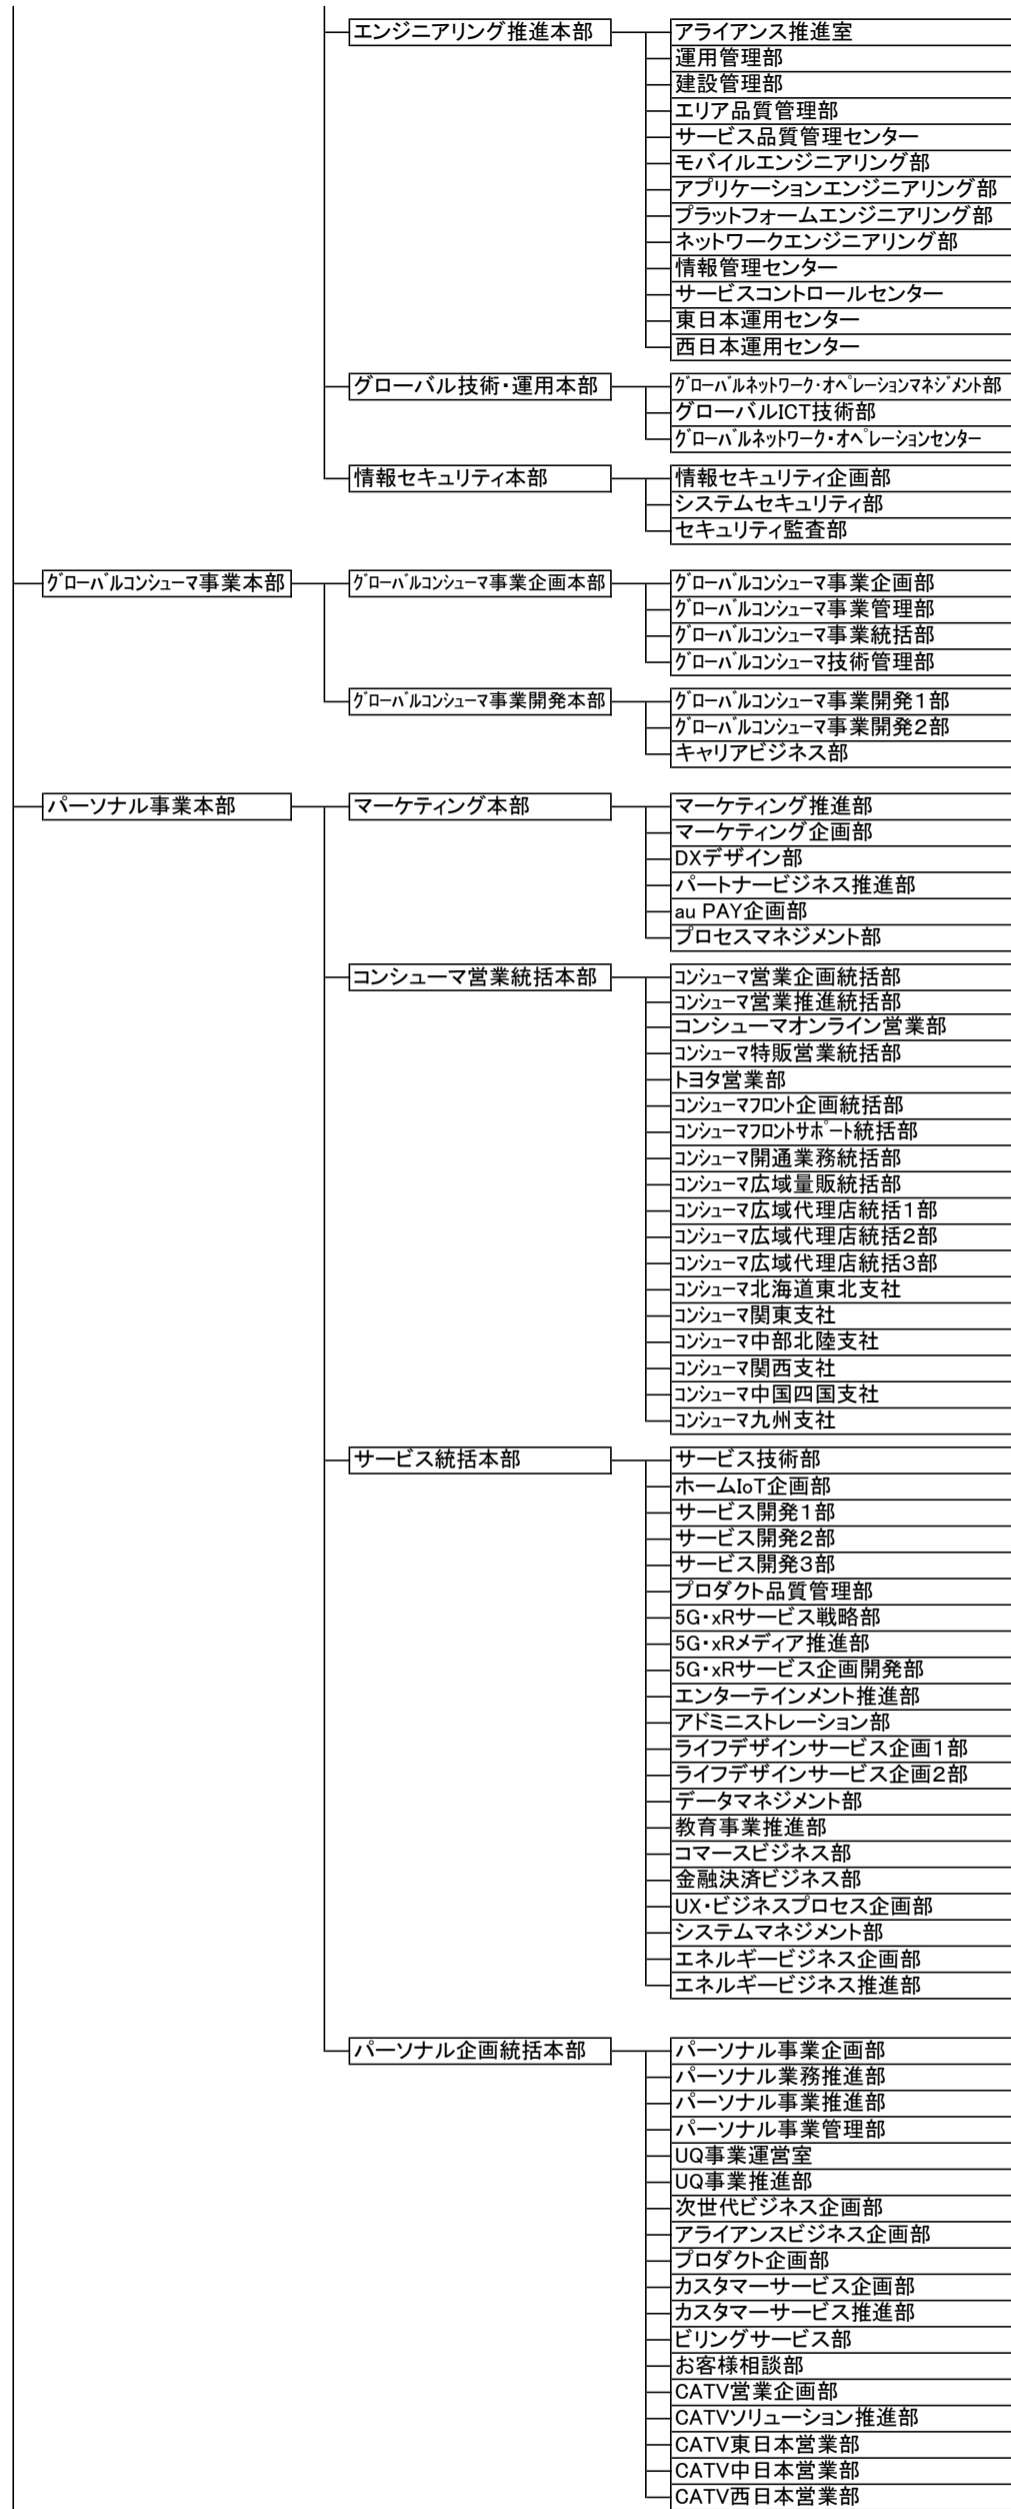 エンジニアリング推進本部
アライアンス推進室
運用管理部
建設管理部
エリア品質管理部
サービス品質管理センター
モバイルエンジニアリング部
アプリケーションエンジニアリング部
プラットフォームエンジニアリング部
ネットワークエンジニアリング部
情報管理センター
サービスコントロールセンター
東日本運用センター
西日本運用センター
グローバル技術・運用本部
グローバルネットワーク・オペレーションマネジメント部
グローバルICT技術部
グローバルネットワーク・オペレーションセンター
情報セキュリティ本部
情報セキュリティ企画部
システムセキュリティ部
セキュリティ監査部
グローバルコンシューマ事業本部
グローバルコンシューマ事業企画本部
グローバルコンシューマ事業企画部
グローバルコンシューマ事業管理部
グローバルコンシューマ事業統括部
グローバルコンシューマ技術管理部
グローバルコンシューマ事業開発本部
グローバルコンシューマ事業開発1部
グローバルコンシューマ事業開発2部
キャリアビジネス部
パーソナル事業本部
マーケティング本部
マーケティング推進部
マーケティング企画部
DXデザイン部
パートナービジネス推進部
au PAY企画部
プロセスマネジメント部
コンシューマ営業統括本部
コンシューマ営業企画統括部
コンシューマ営業推進統括部
コンシューマオンライン営業部
コンシューマ特販営業統括部
トヨタ営業部
コンシューマフロント企画統括部
コンシューマフロントサポート統括部
コンシューマ開通業務統括部
コンシューマ広域量販統括部
コンシューマ広域代理店統括1部
コンシューマ広域代理店統括2部
コンシューマ広域代理店統括3部
コンシューマ北海道東北支社
コンシューマ関東支社
コンシューマ中部北陸支社
コンシューマ関西支社
コンシューマ中国四国支社
コンシューマ九州支社
サービス統括本部
サービス技術部
ホームIoT企画部
サービス開発1部
サービス開発2部
サービス開発3部
プロダクト品質管理部
5G・xRサービス戦略部
5G・xRメディア推進部
5G・xRサービス企画開発部
エンターテインメント推進部
アドミニストレーション部
ライフデザインサービス企画1部
ライフデザインサービス企画2部
データマネジメント部
教育事業推進部
コマースビジネス部
金融決済ビジネス部
UX・ビジネスプロセス企画部
システムマネジメント部
エネルギービジネス企画部
エネルギービジネス推進部
パーソナル企画統括本部
パーソナル事業企画部
パーソナル業務推進部
パーソナル事業推進部
パーソナル事業管理部
UQ事業運営室
UQ事業推進部
次世代ビジネス企画部
アライアンスビジネス企画部
プロダクト企画部
カスタマーサービス企画部
カスタマーサービス推進部
ビリングサービス部
お客様相談部
CATV営業企画部
CATVソリューション推進部
CATV東日本営業部
CATV中日本営業部
CATV西日本営業部